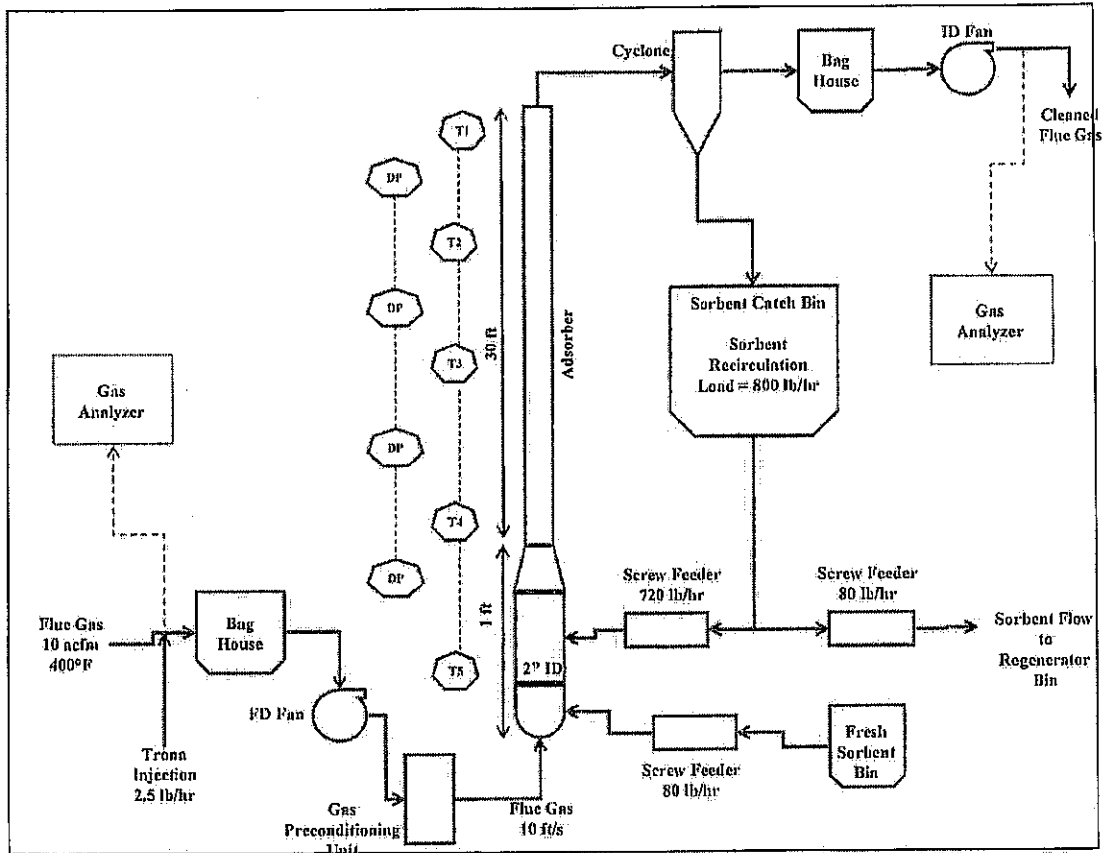 ID Fan
Cyclone
Bag
House
Cleaned
Flue Gas
T1
DP
T2
DP
T3
DP
T4
DP
T5
30 ft
Adsorber
1 ft
2" ID
Sorbent Catch Bin
Sorbent
Recirculation
Load = 800 lb/hr
Gas
Analyzer
Gas
Analyzer
Screw Feeder
720 lb/hr
Screw Feeder
80 lb/hr
Sorbent Flow
to
Regenerator
Bin
Flue Gas
10 acfm
400°F
Bag
House
FD Fan
Trona
Injection
2.5 lb/hr
Gas
Preconditioning
Unit
Flue Gas
10 ft/s
Screw Feeder
80 lb/hr
Fresh
Sorbent
Bin